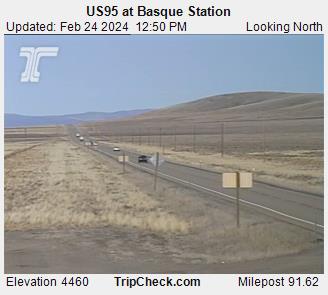 US95 at Basque Station
Updated: Feb 24 2024 12:50 PM Looking North
Elevation 4460 TripCheck.com Milepost 91.62